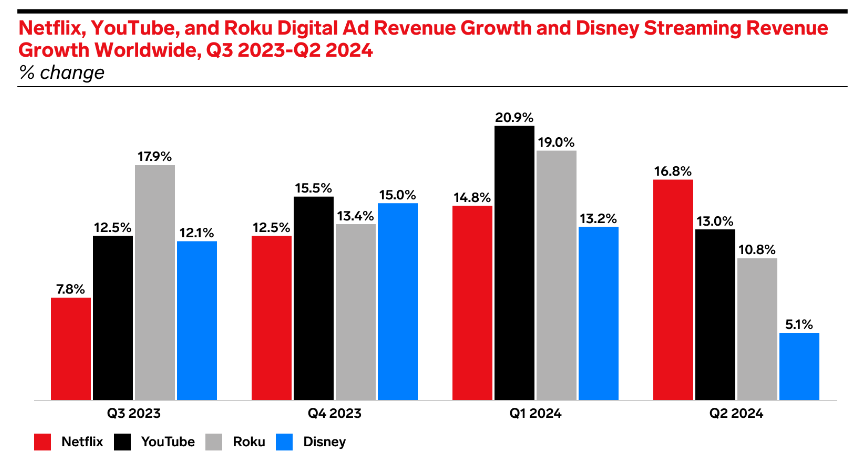 Netflix, YouTube, and Roku Digital Ad Revenue Growth and Disney Streaming Revenue
Growth Worldwide, Q3 2023-Q2 2024
% change
7.8%
12.5%
17.9%
12.1%
12.5%
15.5%
13.4%
15.0%
14.8%
20.9%
19.0%
13.2%
16.8%
13.0%
10.8%
5.1%
Q3 2023
Q4 2023
Q1 2024
Q2 2024
Netflix
YouTube
Roku
Disney